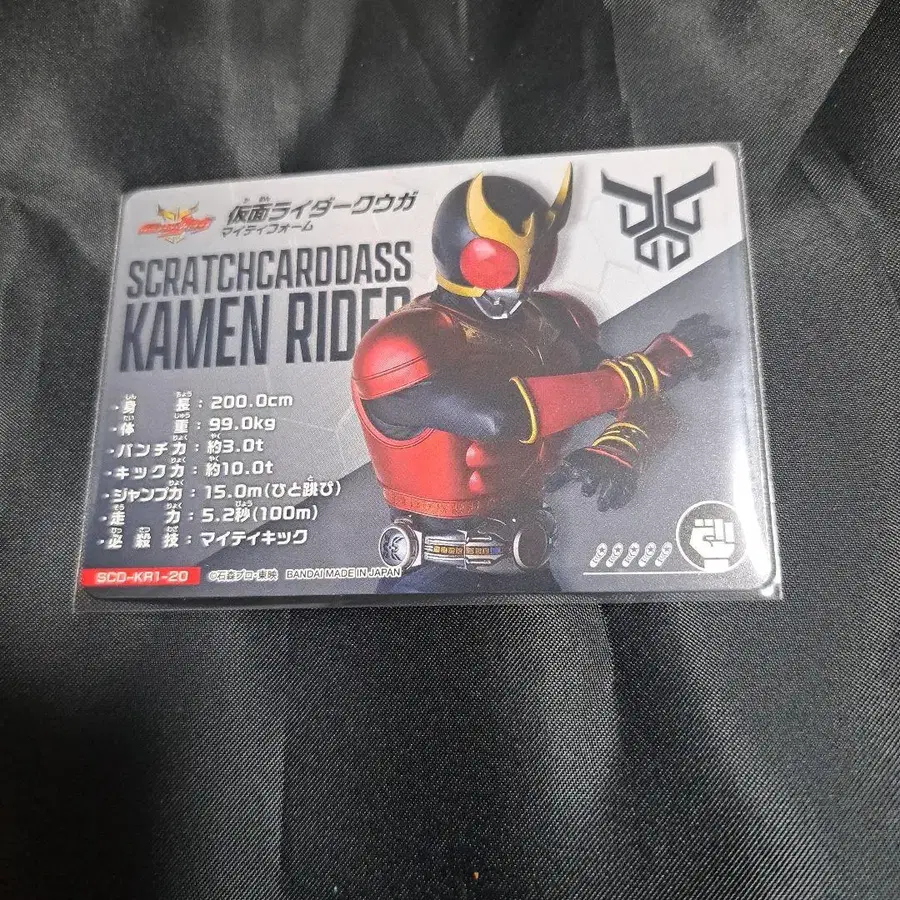 仮面ライダークウガ
マイティフォーム
SCRATCHCARDDASS
KAMEN RIDER
・身長：200.0cm
・体重：99.0kg
・パンチ力：約3.0t
・キック力：約10.0t
・ジャンプ力：15.0m(ひと跳び)
・走力：5.2秒(100m)
・必殺技：マイティキック
SCD-KR1-20 ©石森プロ・東映 BANDAI MADE IN JAPAN